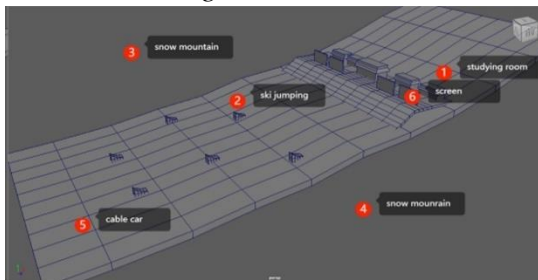 3 snow mountain
1 studying room
6 screen
2 ski jumping
4 snow mounrain
5 cable car